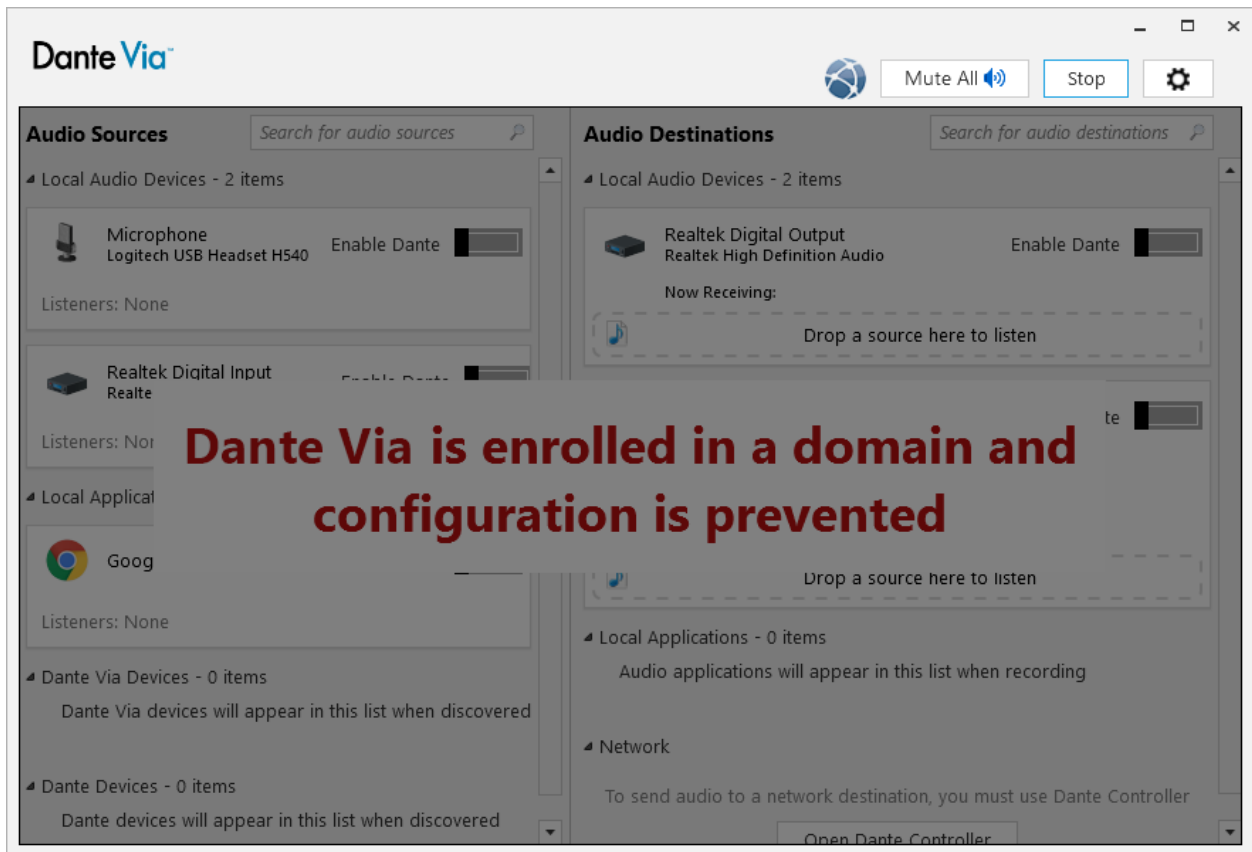 Dante Via™
Mute All
Stop
Audio Sources
Search for audio sources
Local Audio Devices - 2 items
Microphone
Logitech USB Headset H540
Enable Dante
Listeners: None
Realtek Digital Input
Enable Dante
Listeners:
Local
Listeners: None
Dante Via Devices - 0 items
Dante Via devices will appear in this list when discovered
Dante Devices - 0 items
Dante devices will appear in this list when discovered
Audio Destinations
Search for audio destinations
Local Audio Devices - 2 items
Realtek Digital Output
Realtek High Definition Audio
Enable Dante
Now Receiving:
Drop a source here to listen
Drop a source here to listen
Local Applications - 0 items
Audio applications will appear in this list when recording
Network
To send audio to a network destination, you must use Dante Controller
Open Dante Controller
Dante Via is enrolled in a domain and
configuration is prevented